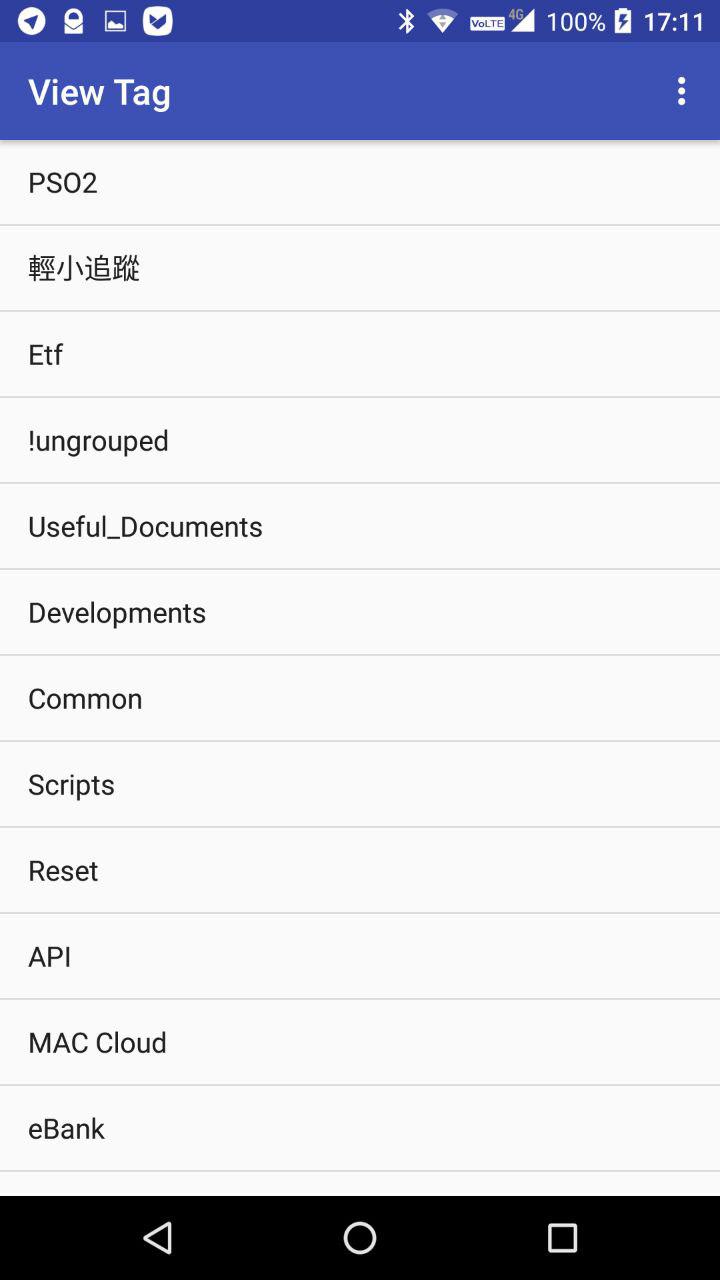 VoLTE 4G 100% 17:11
View Tag
PSO2
輕小追蹤
Etf
!ungrouped
Useful_Documents
Developments
Common
Scripts
Reset
API
MAC Cloud
eBank